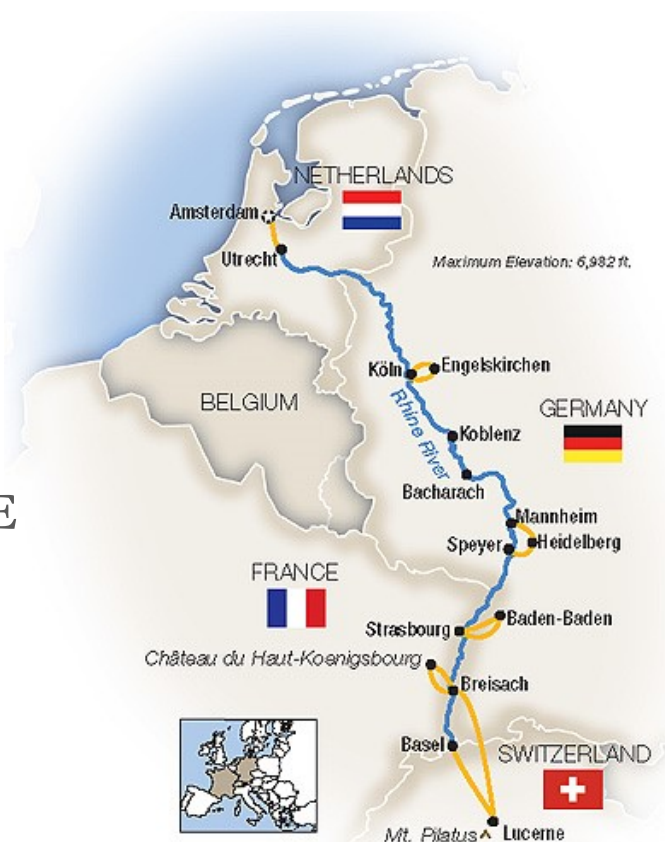 NETHERLANDS
Amsterdam
Utrecht
Maximum Elevation: 6,982 ft.
Köln
Engelskirchen
BELGIUM
Rhine River
GERMANY
Koblenz
Bacharach
E
Mannheim
Speyer
Heidelberg
FRANCE
Baden-Baden
Strasbourg
Château du Haut-Koenigsbourg
Breisach
Basel
SWITZERLAND
Mt. Pilatus
Lucerne